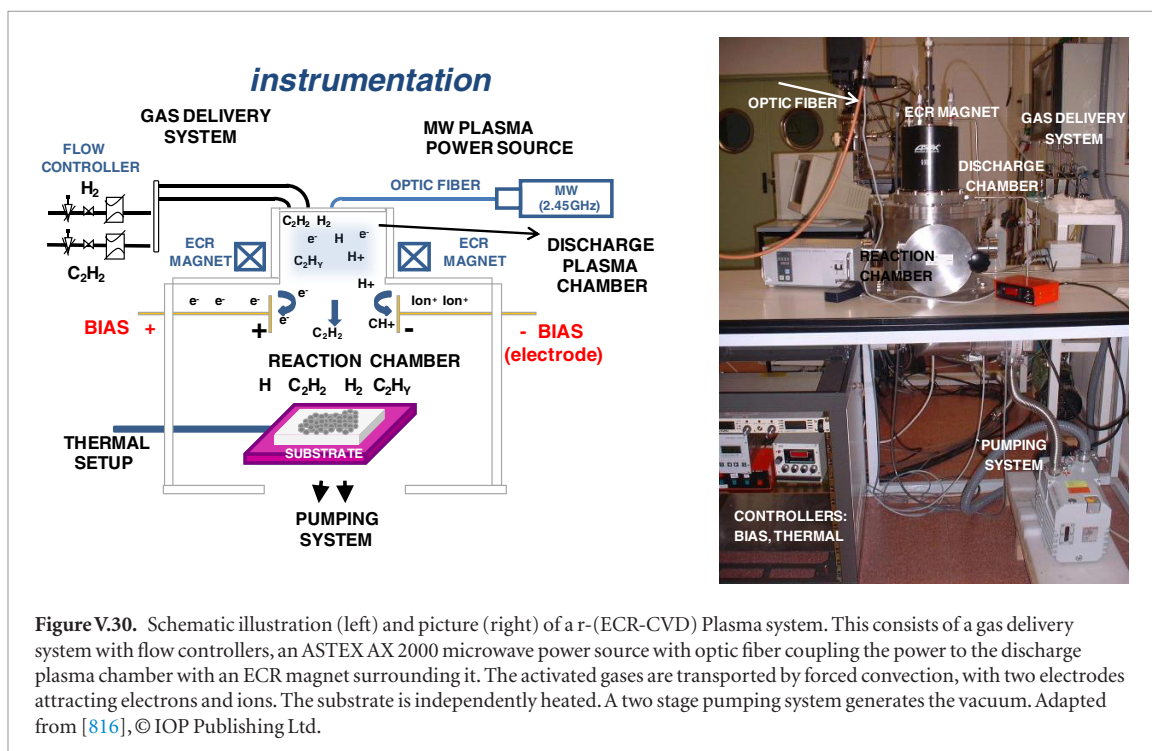 instrumentation
GAS DELIVERY
SYSTEM
MW PLASMA
POWER SOURCE
FLOW
CONTROLLER
H₂
C₂H₂
OPTIC FIBER
MW
(2.45GHz)
C₂H₂ H₂
e⁻ H e⁻
C₂Hᵧ H+
ECR
MAGNET
ECR
MAGNET
DISCHARGE
PLASMA
CHAMBER
H+
e⁻ e⁻ e⁻ e⁻
Ion⁺ Ion⁺
BIAS +
+ e⁻
C₂H₂
CH+ -
- BIAS
(electrode)
REACTION CHAMBER
H C₂H₂ H₂ C₂Hᵧ
THERMAL
SETUP
SUBSTRATE
PUMPING
SYSTEM
OPTIC FIBER
ECR MAGNET
GAS DELIVERY
SYSTEM
ASTEX
DISCHARGE
CHAMBER
REACTION
CHAMBER
PUMPING
SYSTEM
CONTROLLERS:
BIAS, THERMAL
Figure V.30. Schematic illustration (left) and picture (right) of a r-(ECR-CVD) Plasma system. This consists of a gas delivery
system with flow controllers, an ASTEX AX 2000 microwave power source with optic fiber coupling the power to the discharge
plasma chamber with an ECR magnet surrounding it. The activated gases are transported by forced convection, with two electrodes
attracting electrons and ions. The substrate is independently heated. A two stage pumping system generates the vacuum. Adapted
from [816], © IOP Publishing Ltd.